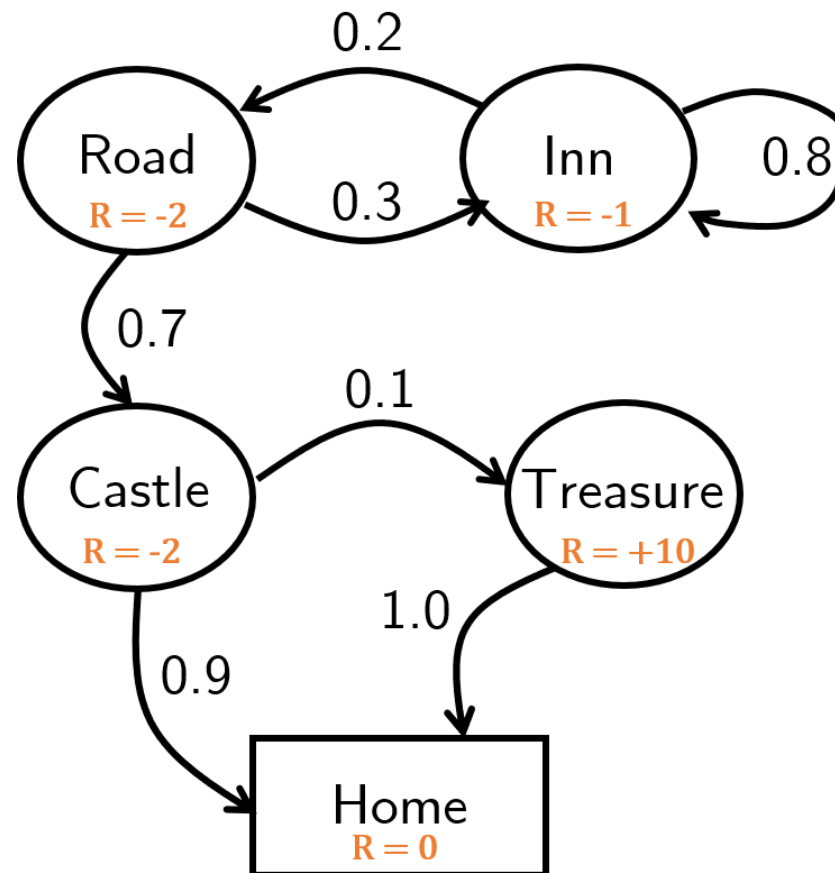 0.2
Road
R = -2
Inn
R = -1
0.8
0.3
0.7
0.1
Castle
R = -2
Treasure
R = +10
1.0
0.9
Home
R = 0